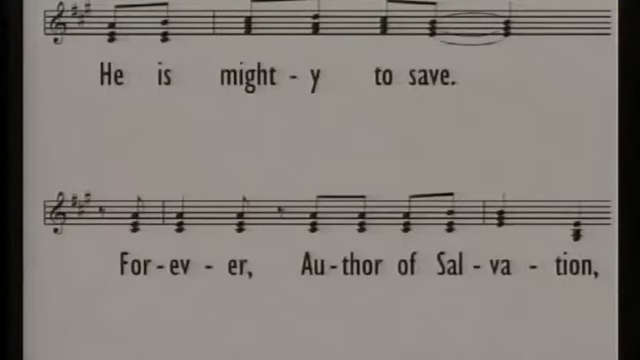 He is might - y to save.
For - ev - er, Au - thor of Sal - va - tion,